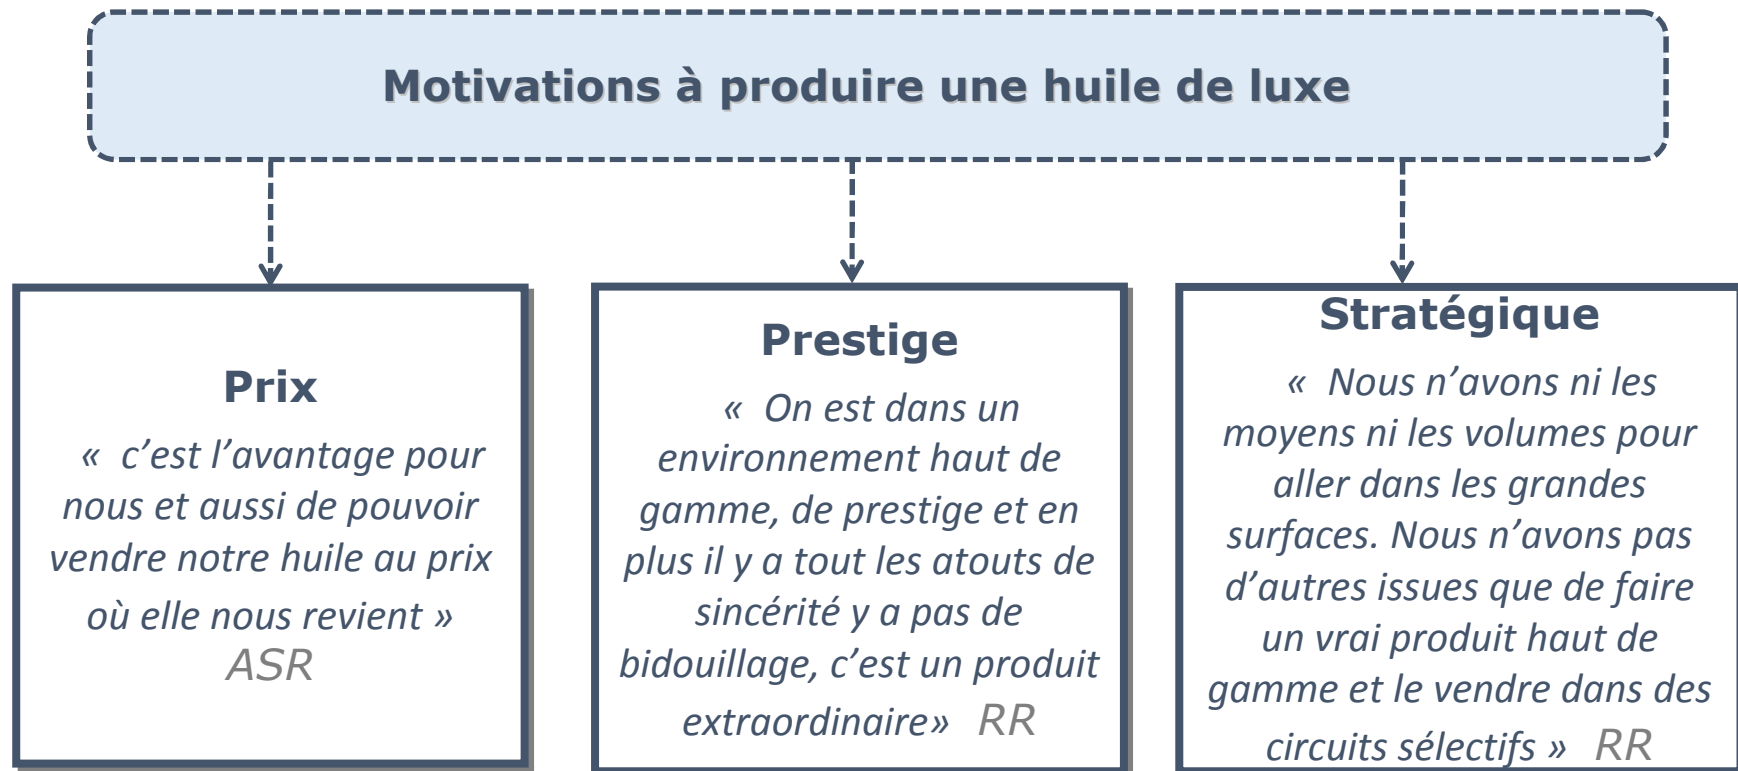 Motivations à produire une huile de luxe
Prix
« c’est l’avantage pour
nous et aussi de pouvoir
vendre notre huile au prix
où elle nous revient »
ASR
Prestige
« On est dans un
environnement haut de
gamme, de prestige et en
plus il y a tout les atouts de
sincérité y a pas de
bidouillage, c’est un produit
extraordinaire» RR
Stratégique
« Nous n’avons ni les
moyens ni les volumes pour
aller dans les grandes
surfaces. Nous n’avons pas
d’autres issues que de faire
un vrai produit haut de
gamme et le vendre dans des
circuits sélectifs » RR